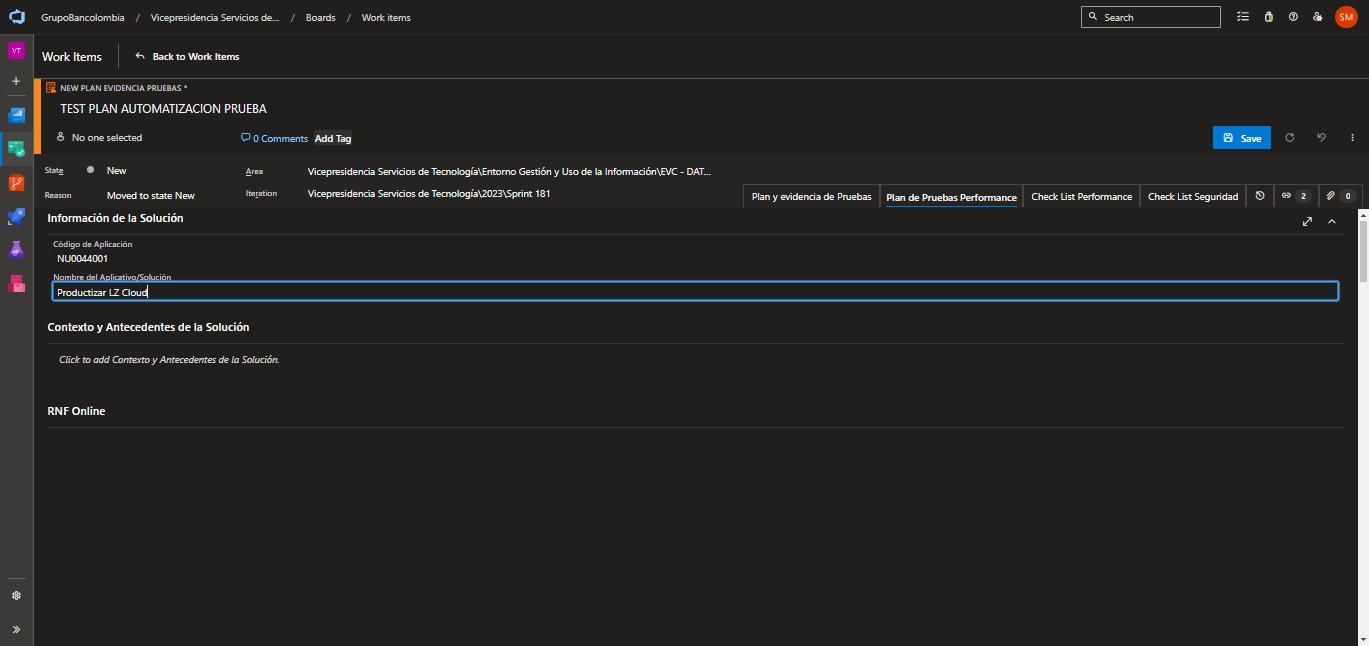 GrupoBancolombia / Vicepresidencia Servicios de... / Boards / Work items
Search
SM
VT
Work Items
Back to Work Items
NEW PLAN EVIDENCIA PRUEBAS *
TEST PLAN AUTOMATIZACION PRUEBA
No one selected
0 Comments
Add Tag
Save
State
New
Area
Vicepresidencia Servicios de Tecnología\Entorno Gestión y Uso de la Información\EVC - DAT...
Reason
Moved to state New
Iteration
Vicepresidencia Servicios de Tecnología\2023\Sprint 181
Plan y evidencia de Pruebas
Plan de Pruebas Performance
Check List Performance
Check List Seguridad
2
0
Información de la Solución
Código de Aplicación
NU0044001
Nombre del Aplicativo/Solución
Productizar LZ Cloud
Contexto y Antecedentes de la Solución
Click to add Contexto y Antecedentes de la Solución.
RNF Online